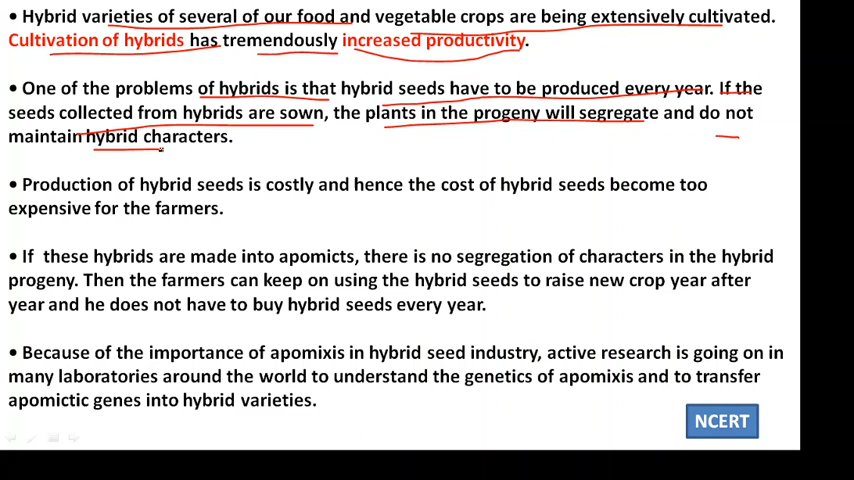 • Hybrid varieties of several of our food and vegetable crops are being extensively cultivated.
Cultivation of hybrids has tremendously increased productivity.
• One of the problems of hybrids is that hybrid seeds have to be produced every year. If the
seeds collected from hybrids are sown, the plants in the progeny will segregate and do not
maintain hybrid characters.
• Production of hybrid seeds is costly and hence the cost of hybrid seeds become too
expensive for the farmers.
• If these hybrids are made into apomicts, there is no segregation of characters in the hybrid
progeny. Then the farmers can keep on using the hybrid seeds to raise new crop year after
year and he does not have to buy hybrid seeds every year.
• Because of the importance of apomixis in hybrid seed industry, active research is going on in
many laboratories around the world to understand the genetics of apomixis and to transfer
apomictic genes into hybrid varieties.
NCERT